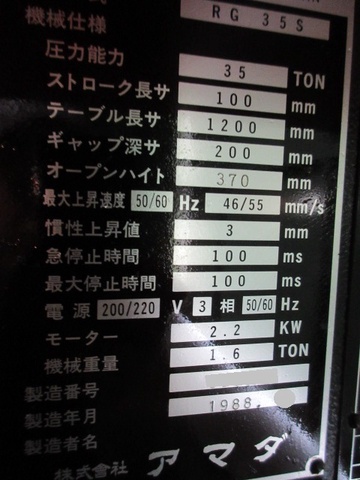 機械仕様 RG 35S
圧力能力 35 TON
ストローク長サ 100 mm
テーブル長サ 1200 mm
ギャップ深サ 200 mm
オープンハイト 370 mm
最大上昇速度 50/60 Hz 46/55 mm/s
慣性上昇値 3 mm
急停止時間 100 ms
最大停止時間 100 ms
電源 200/220 V 3 相 50/60 Hz
モーター 2.2 KW
機械重量 1.6 TON
製造番号
製造年月 1988.
製造者名
株式会社 アマダ